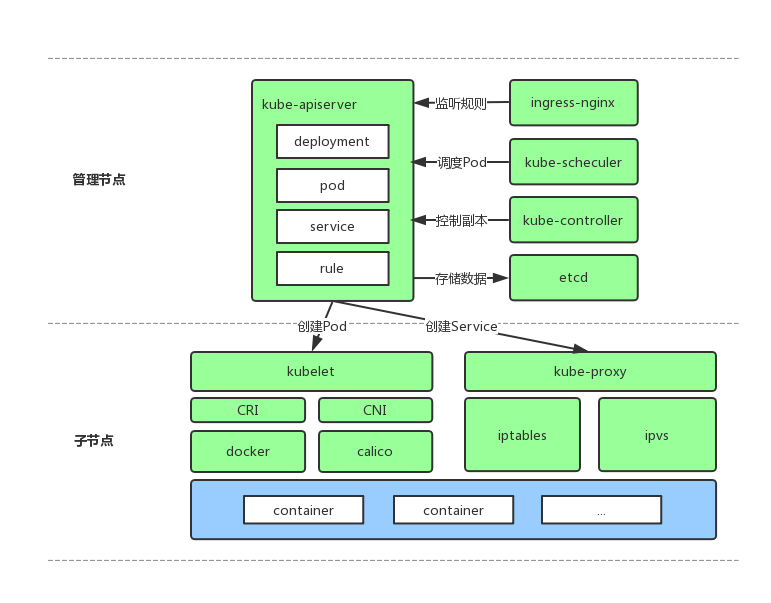 管理节点
kube-apiserver
deployment
pod
service
rule
监听规则
ingress-nginx
调度Pod
kube-scheculer
控制副本
kube-controller
存储数据
etcd
创建Pod
创建Service
子节点
kubelet
kube-proxy
CRI
CNI
docker
calico
iptables
ipvs
container
container
...